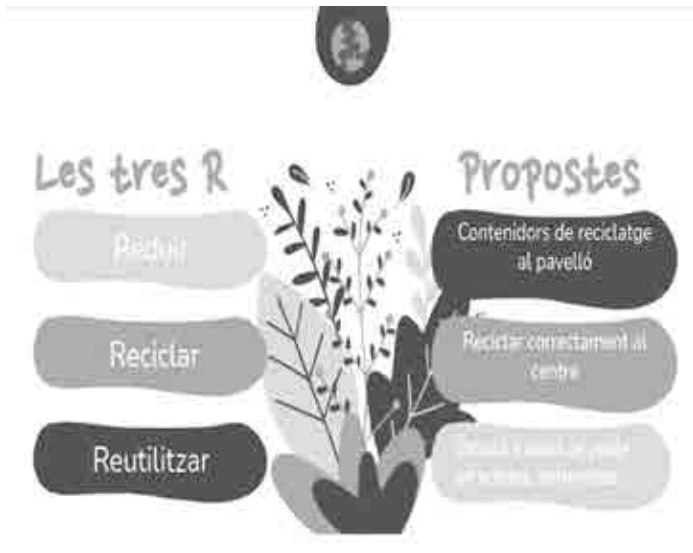 Les tres R
Reduir
Reciclar
Reutilitzar
Propostes
Contenidors de reciclatge
al pavelló
Reciclar correctament al
centre